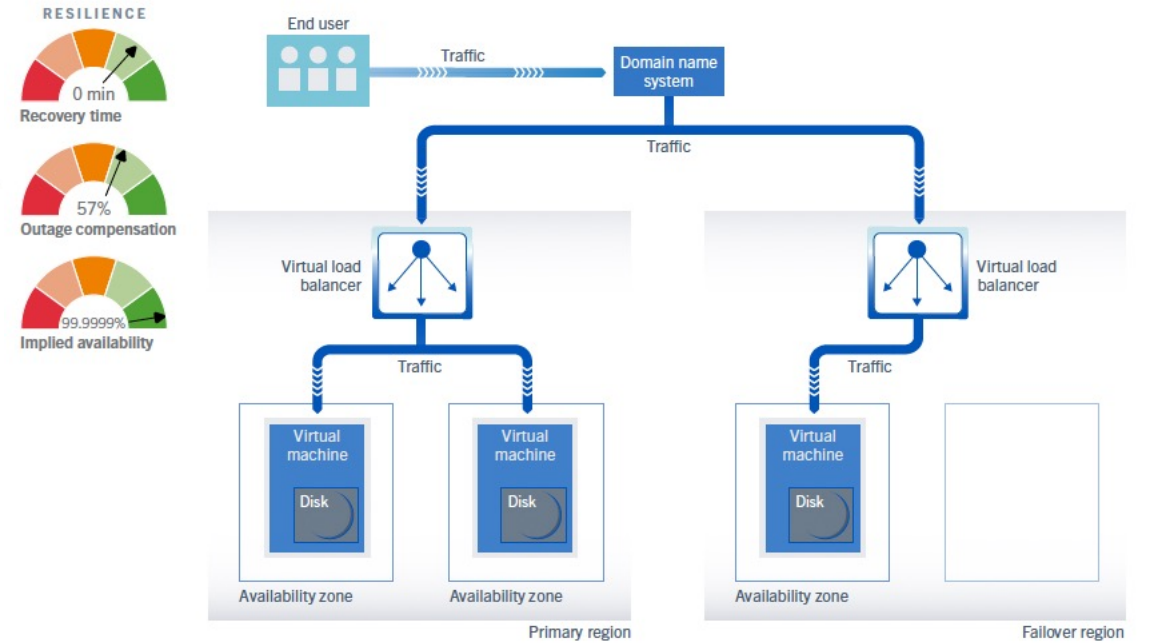 RESILIENCE
0 min
Recovery time
57%
Outage compensation
99.9999%
Implied availability
End user
Traffic
Domain name
system
Traffic
Virtual load
balancer
Virtual load
balancer
Traffic
Traffic
Virtual
machine
Disk
Virtual
machine
Disk
Virtual
machine
Disk
Availability zone
Availability zone
Availability zone
Primary region
Failover region